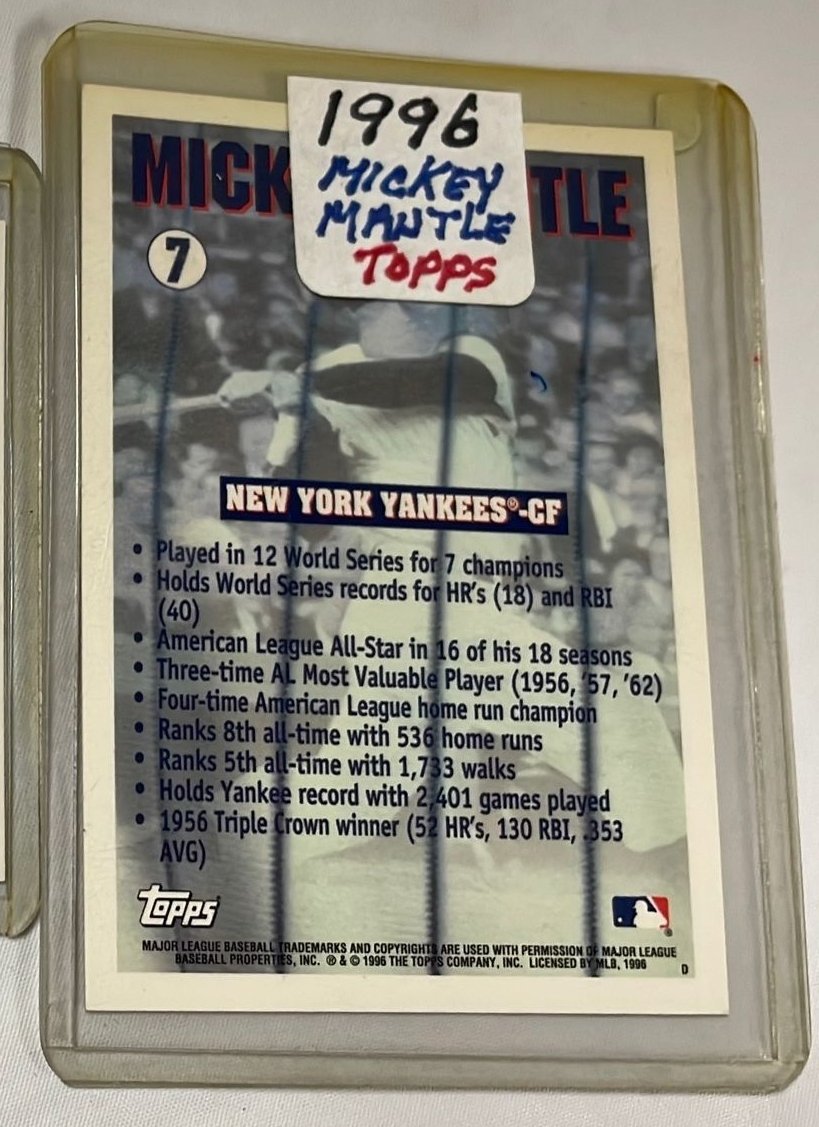 1996
MICKEY
MANTLE
TOPPS
MICK TLE
7
NEW YORK YANKEES®-CF
• Played in 12 World Series for 7 champions
• Holds World Series records for HR's (18) and RBI
(40)
• American League All-Star in 16 of his 18 seasons
• Three-time AL Most Valuable Player (1956, '57, '62)
• Four-time American League home run champion
• Ranks 8th all-time with 536 home runs
• Ranks 5th all-time with 1,733 walks
• Holds Yankee record with 2,401 games played
• 1956 Triple Crown winner (52 HR's, 130 RBI, .353
AVG)
TOPPS
MAJOR LEAGUE BASEBALL TRADEMARKS AND COPYRIGHTS ARE USED WITH PERMISSION OF MAJOR LEAGUE
BASEBALL PROPERTIES, INC. ® & © 1996 THE TOPPS COMPANY, INC. LICENSED BY MLB, 1996 D